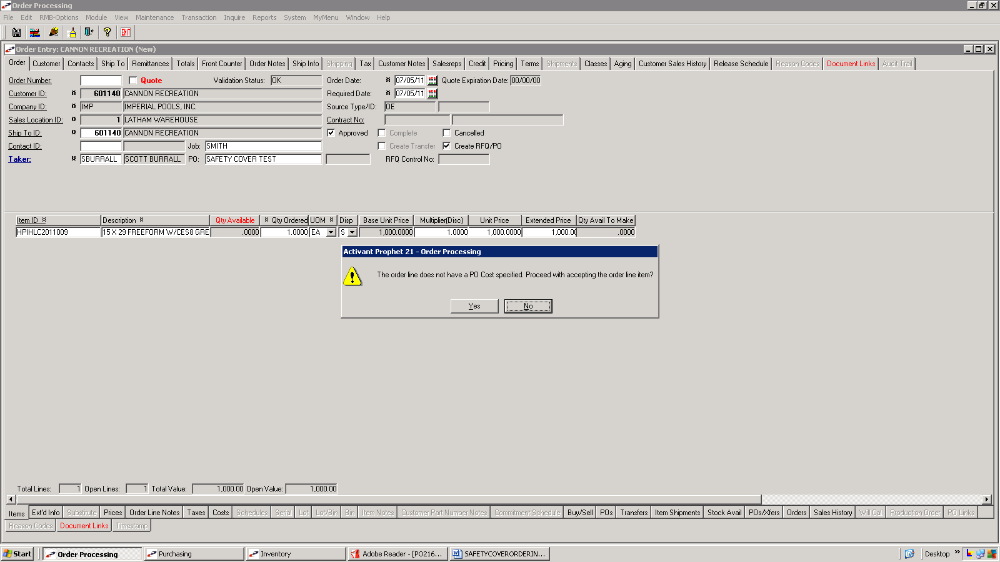 Order Processing
File Edit RMB-Options Module View Maintenance Transaction Inquire Reports System MyMenu Window Help
EXIT
Order Entry: CANNON RECREATION (New)
Order Customer Contacts Ship To Remittances Totals Front Counter Order Notes Ship Info Shipping Tax Customer Notes Salesreps Credit Pricing Terms Shipments Classes Aging Customer Sales History Release Schedule Reason Codes Document Links Audit Trail
Order Number: Quote Validation Status: OK Order Date: ¤ 07/05/11 Quote Expiration Date: 00/00/00
Customer ID: ¤ 601140 CANNON RECREATION Required Date: ¤ 07/05/11
Company ID: ¤ IMP IMPERIAL POOLS, INC. Source Type/ID: OE
Sales Location ID: ¤ 1 LATHAM WAREHOUSE Contract No:
Ship To ID: ¤ 601140 CANNON RECREATION Approved Complete Cancelled
Contact ID: Job: SMITH Create Transfer Create RFQ/PO
Taker: ¤ SBURRALL SCOTT BURRALL PO: SAFETY COVER TEST RFQ Control No:
Item ID ¤ Description ¤ Qty Available ¤ Qty Ordered UOM ¤ Disp Base Unit Price Multiplier(Disc) Unit Price Extended Price Qty Avail To Make
HPIHLC2011009 15 X 29 FREEFORM W/CES8 GRE .0000 1.0000 EA S 1,000.0000 1.0000 1,000.0000 1,000.00 .0000
Activant Prophet 21 - Order Processing
The order line does not have a PO Cost specified. Proceed with accepting the order line item?
Yes No
Total Lines: 1 Open Lines: 1 Total Value: 1,000.00 Open Value: 1,000.00
Items Ext'd Info Substitute Prices Order Line Notes Taxes Costs Schedules Serial Lot Lot/Bin Bin Item Notes Customer Part Number Notes Commitment Schedule Buy/Sell POs Transfers Item Shipments Stock Avail POs/Xfers Orders Sales History Will Call Production Order PO Links
Reason Codes Document Links Timestamp
Start Order Processing Purchasing Inventory Adobe Reader - [PO216... SAFETYCOVERORDERIN... Desktop »